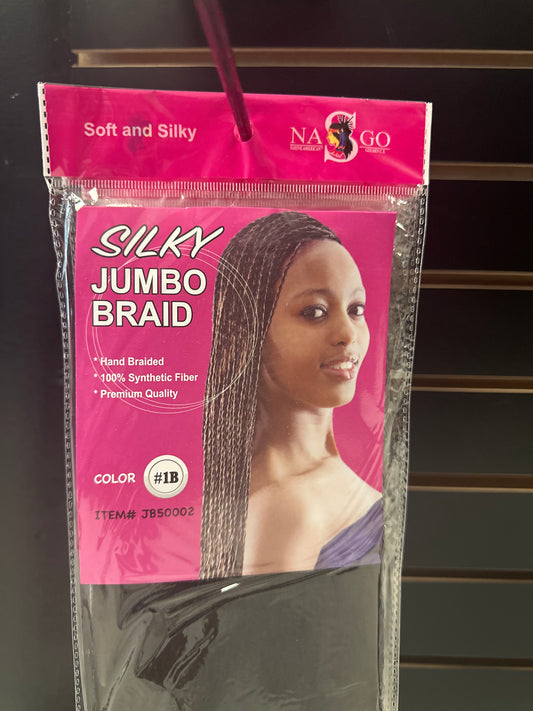 Soft and Silky
NA S GO
SILKY
JUMBO
BRAID
* Hand Braided
* 100% Synthetic Fiber
* Premium Quality
COLOR #1B
ITEM# JB50002